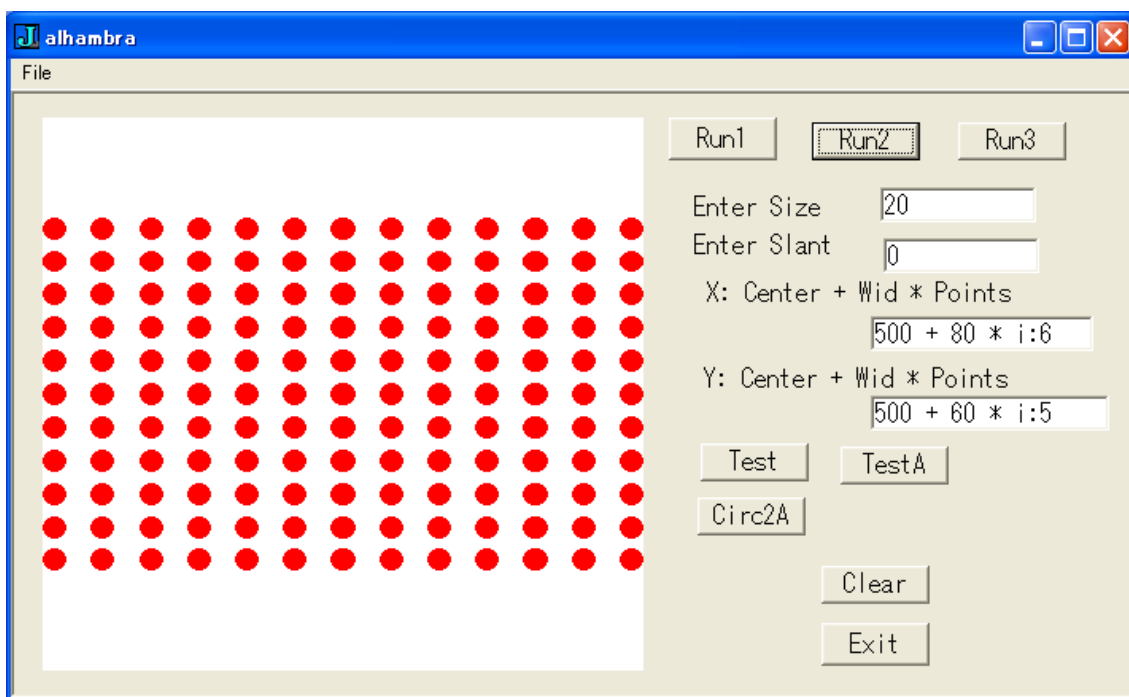 alhambra
File
Run1 Run2 Run3
Enter Size 20
Enter Slant 0
X: Center + Wid * Points
500 + 80 * i:6
Y: Center + Wid * Points
500 + 60 * i:5
Test TestA
Circ2A
Clear
Exit